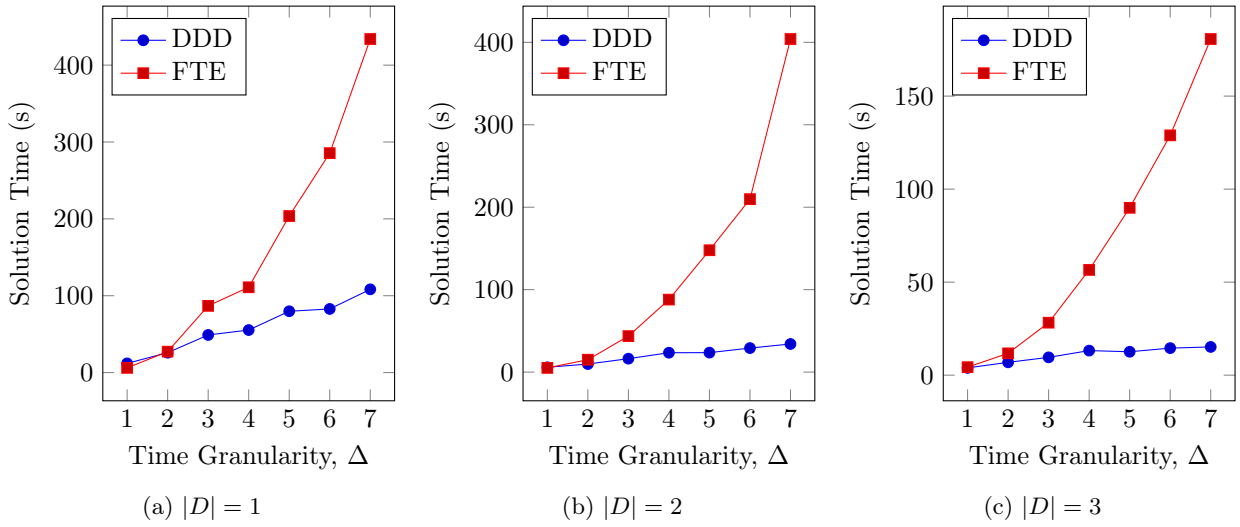 DDD
FTE
400
300
200
100
0
Solution Time (s)
1 2 3 4 5 6 7
Time Granularity, Δ
(a) |D| = 1
DDD
FTE
400
300
200
100
0
Solution Time (s)
1 2 3 4 5 6 7
Time Granularity, Δ
(b) |D| = 2
DDD
FTE
150
100
50
0
Solution Time (s)
1 2 3 4 5 6 7
Time Granularity, Δ
(c) |D| = 3